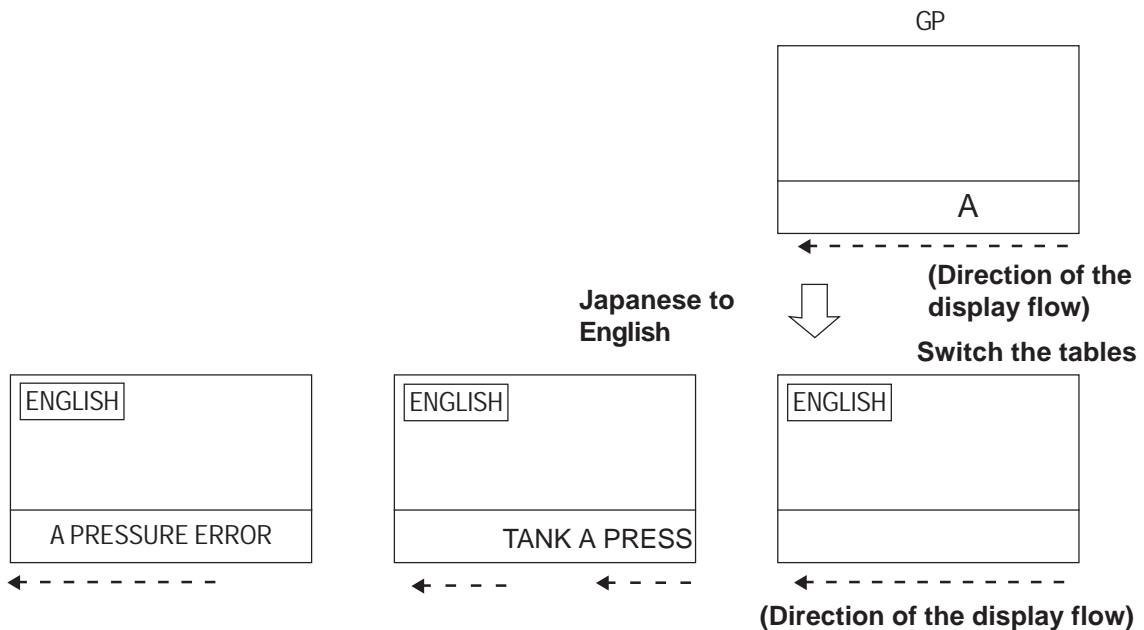 GP
A
(Direction of the
display flow)
Japanese to
English
Switch the tables
ENGLISH
A PRESSURE ERROR
ENGLISH
TANK A PRESS
ENGLISH
(Direction of the display flow)